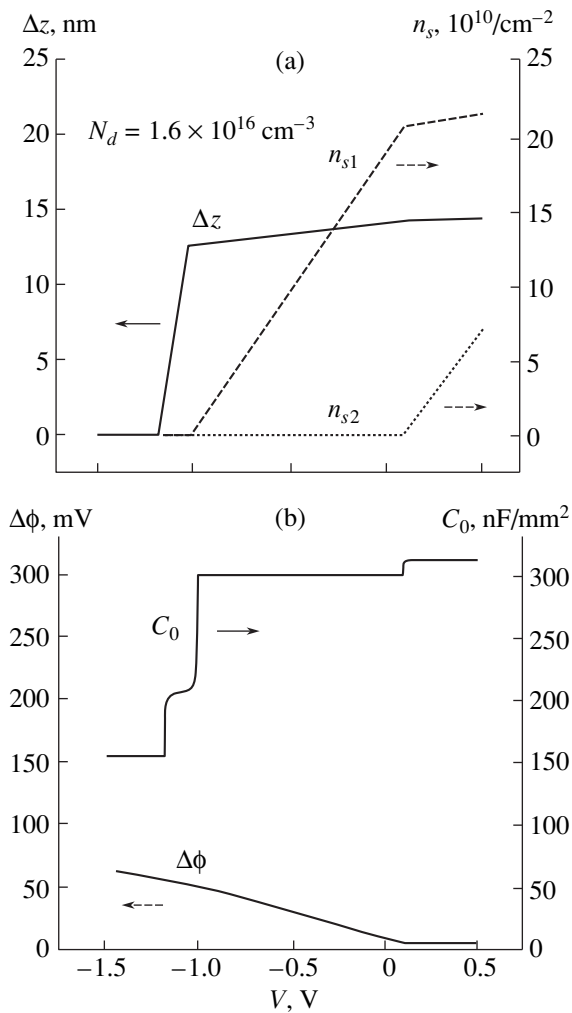 Δz, nm
n_s, 10^10/cm^–2
(a)
25
25
N_d = 1.6 × 10^16 cm^–3
20
20
n_s1
15
15
Δz
10
10
5
5
n_s2
0
0
Δϕ, mV
(b)
C_0, nF/mm^2
300
300
C_0
250
250
200
200
150
150
100
100
Δϕ
50
50
0
0
–1.5
–1.0
–0.5
0
0.5
V, V